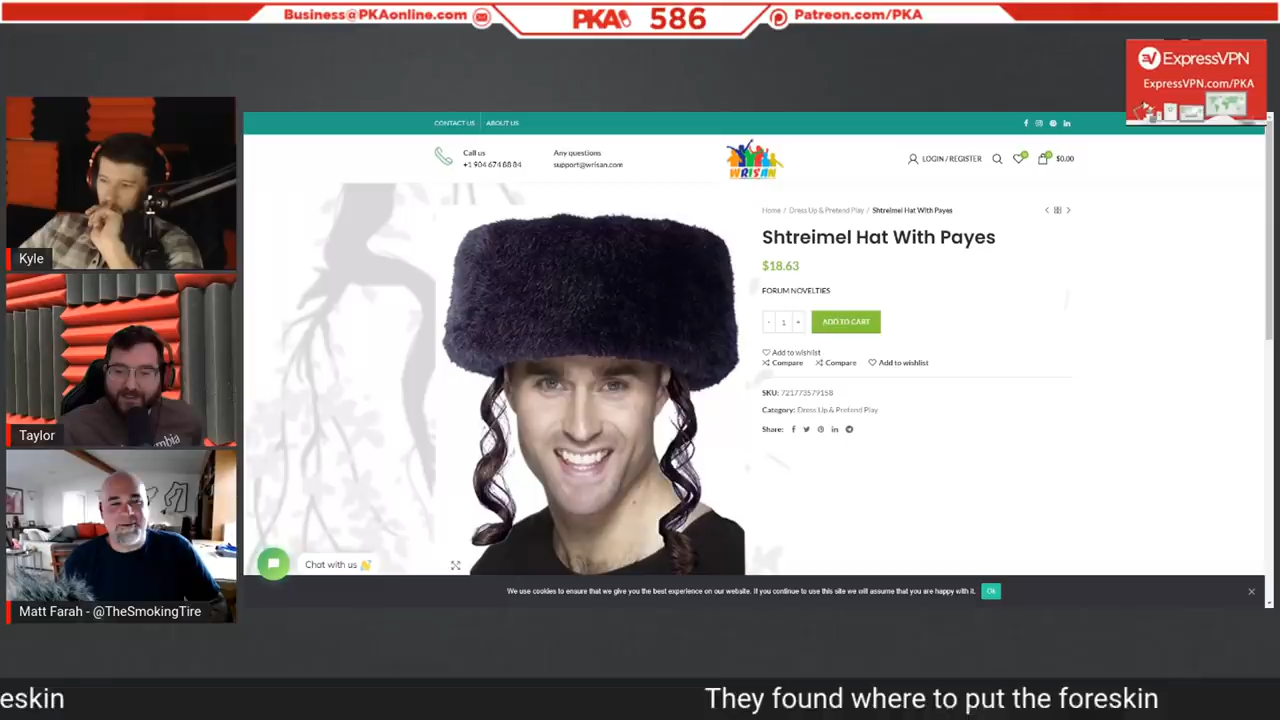 Business@PKAonline.com
PKA 586
Patreon.com/PKA
ExpressVPN
ExpressVPN.com/PKA
CONTACT US
ABOUT US
Call us
+1 904 674 88 84
Any questions
support@wrisan.com
WRISAN
LOGIN / REGISTER
0
0
$0.00
Home / Dress Up & Pretend Play / Shtreimel Hat With Payes
Shtreimel Hat With Payes
$18.63
FORUM NOVELTIES
- 1 +
ADD TO CART
Add to wishlist
Compare
Compare
Add to wishlist
SKU: 721773579158
Category: Dress Up & Pretend Play
Share:
Chat with us
We use cookies to ensure that we give you the best experience on our website. If you continue to use this site we will assume that you are happy with it.
Ok
Kyle
Taylor
Matt Farah - @TheSmokingTire
eskin
They found where to put the foreskin